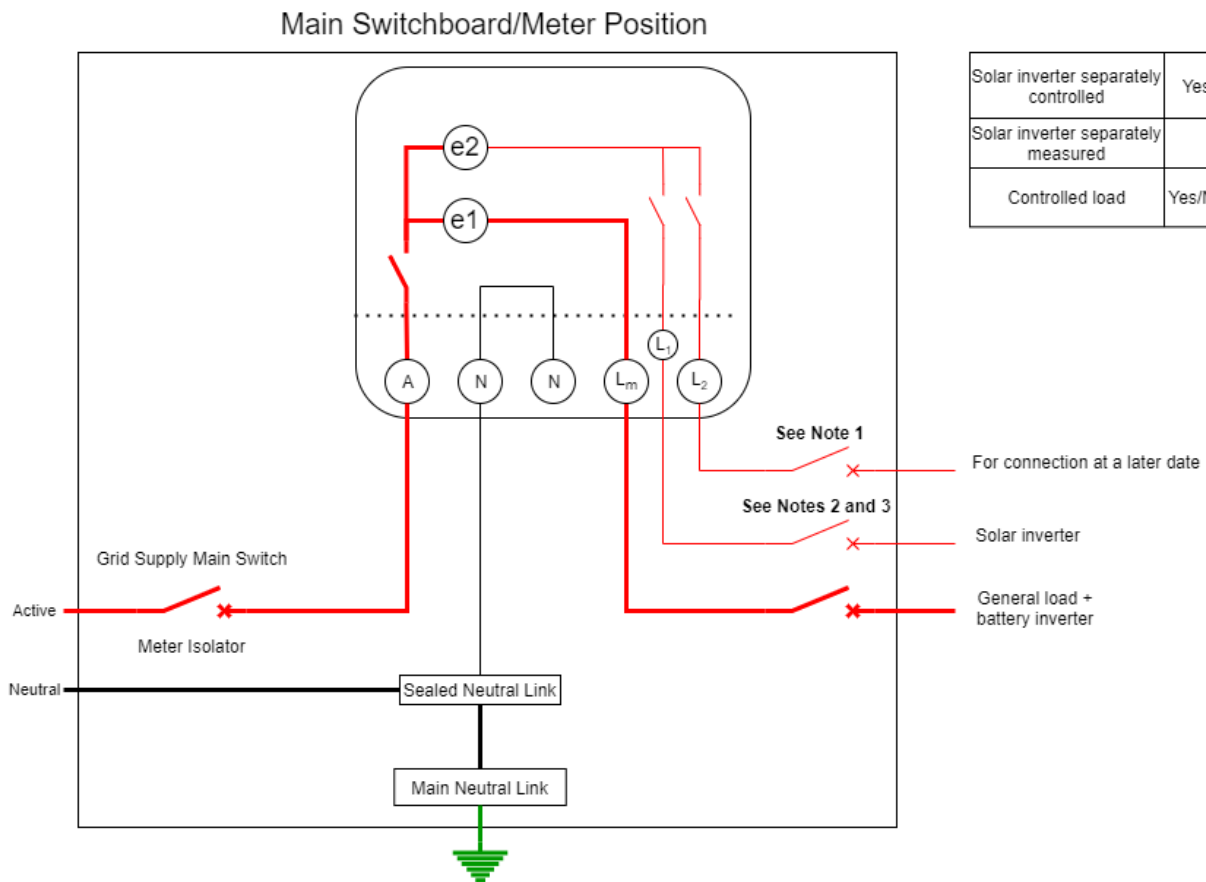 Main Switchboard/Meter Position
Solar inverter separately
controlled
Yes
Solar inverter separately
measured
Controlled load
e2
e1
L1
A
N
N
Lm
L2
See Note 1
For connection at a later date
See Notes 2 and 3
Solar inverter
Grid Supply Main Switch
General load +
battery inverter
Active
Meter Isolator
Neutral
Sealed Neutral Link
Main Neutral Link